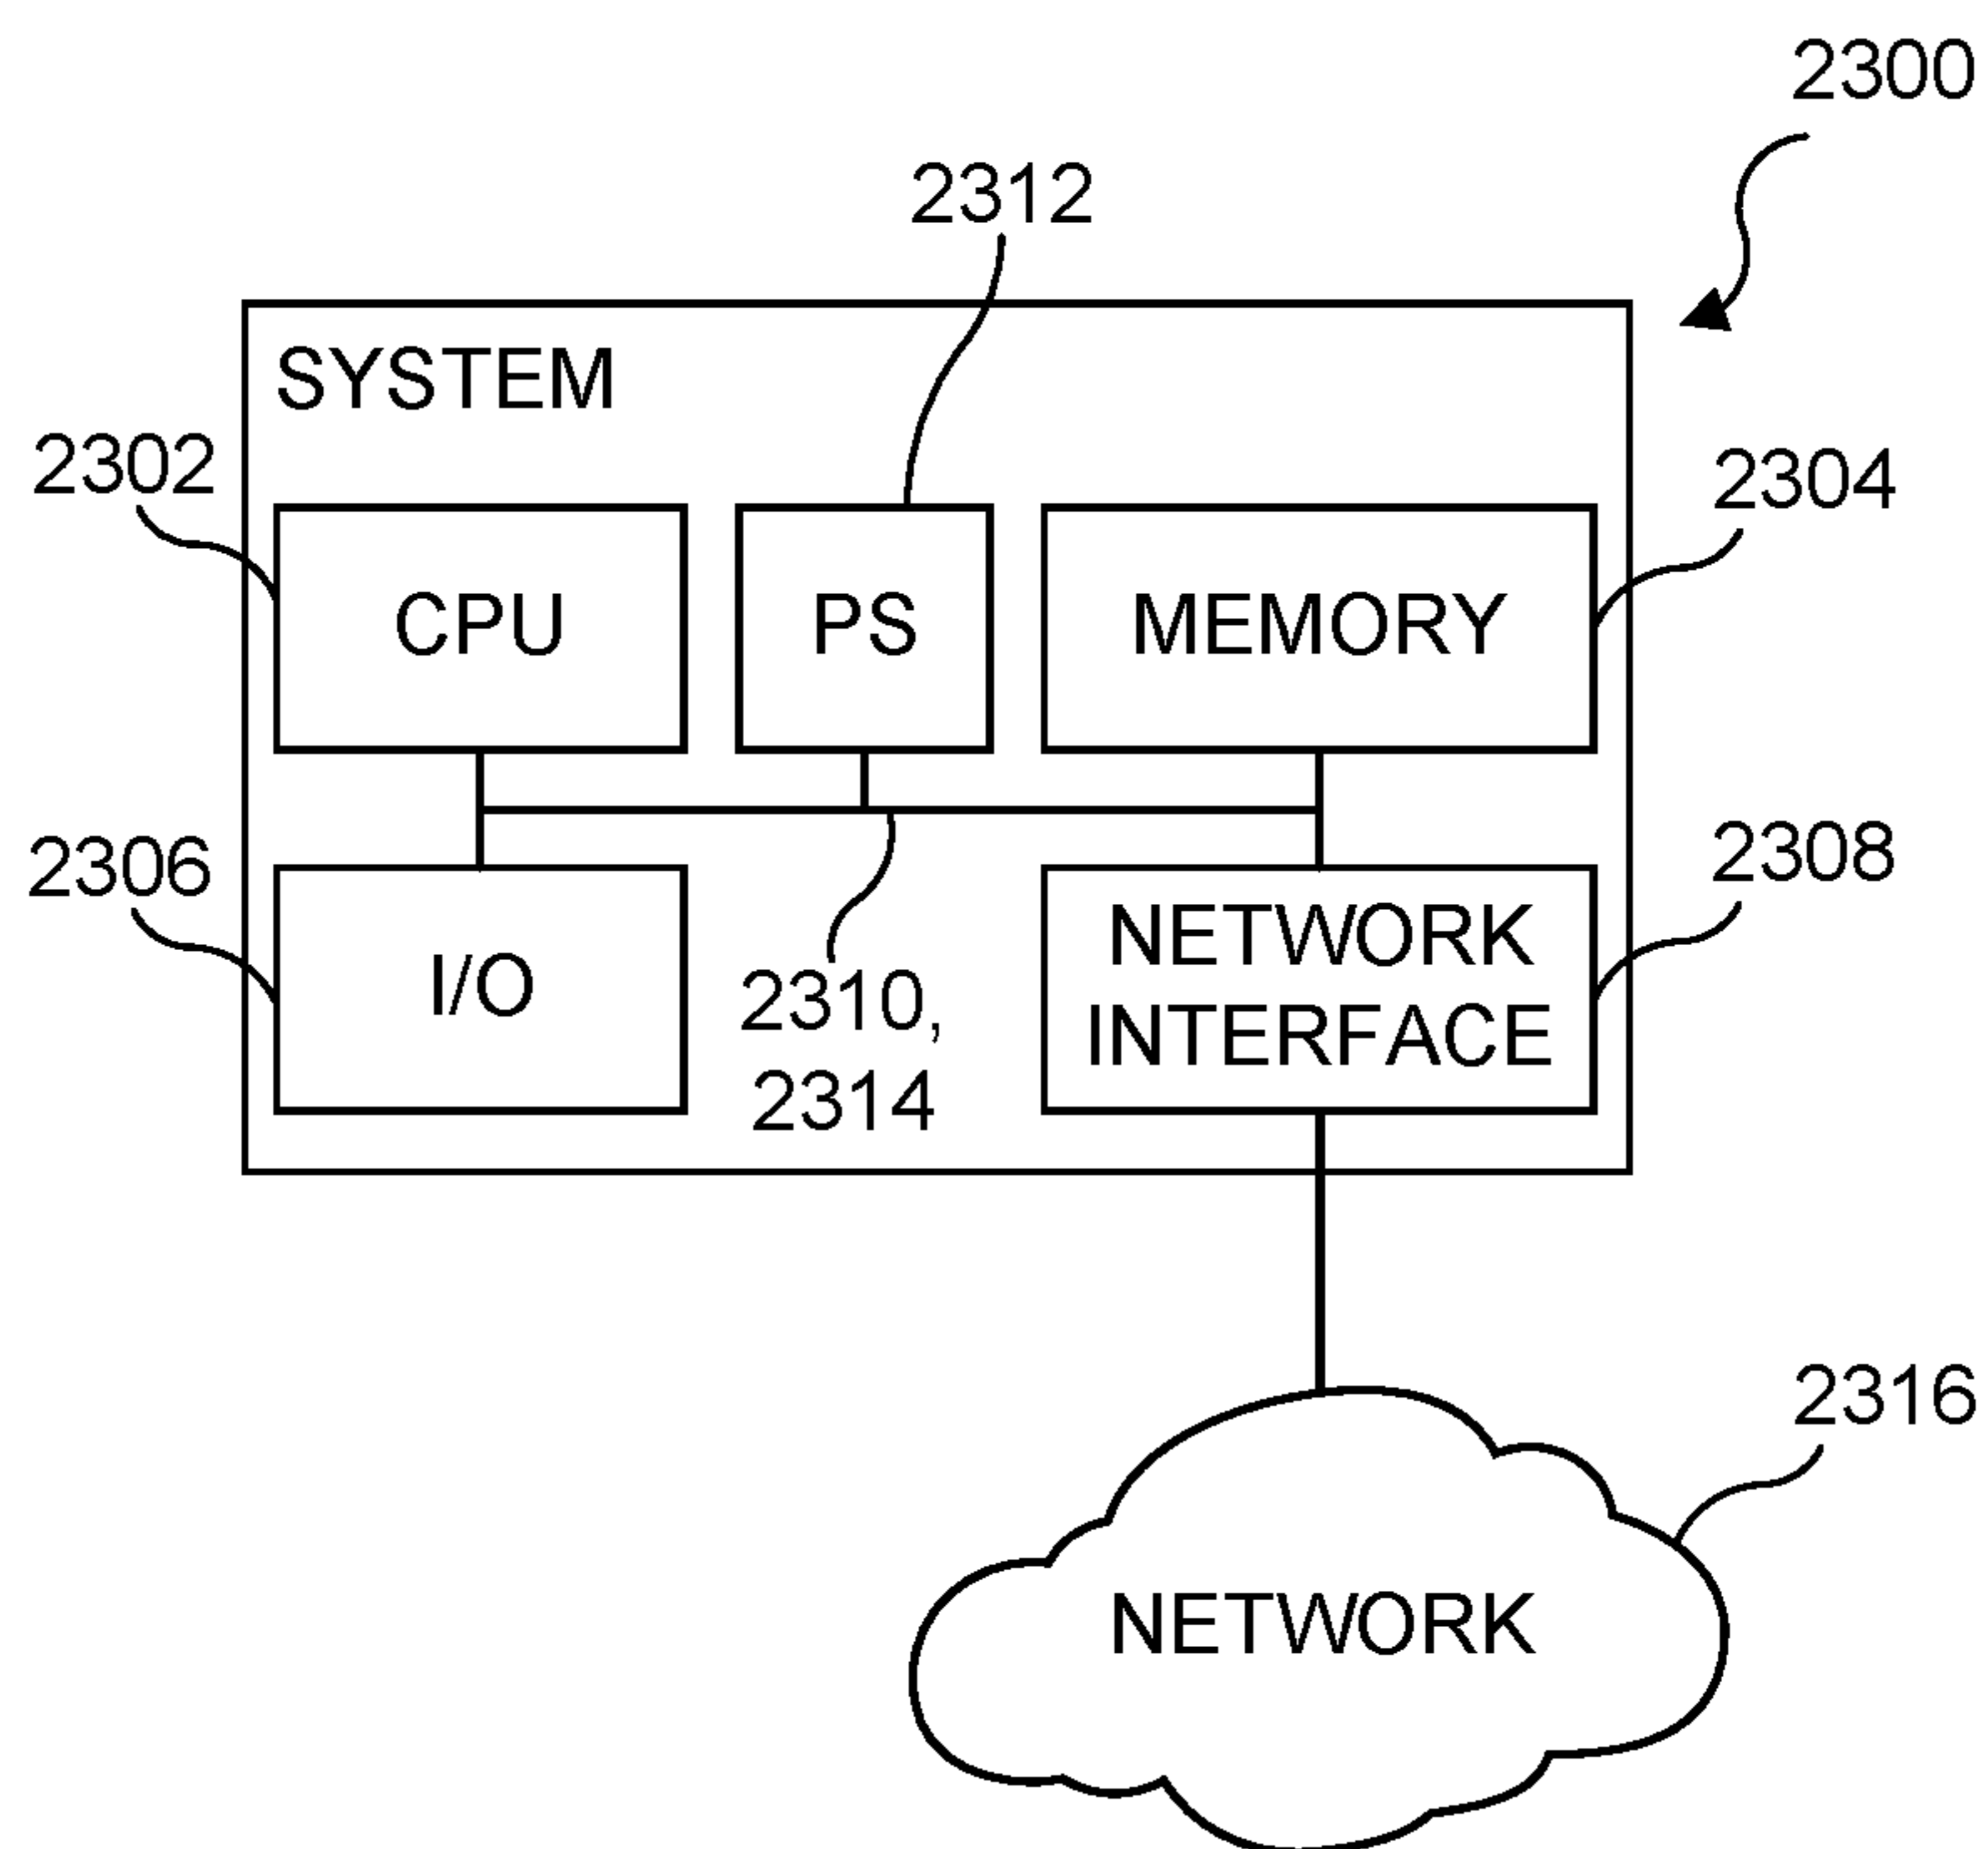 2300
2312
SYSTEM
2302
2304
CPU
PS
MEMORY
2306
2308
I/O
2310,
2314
NETWORK
INTERFACE
2316
NETWORK